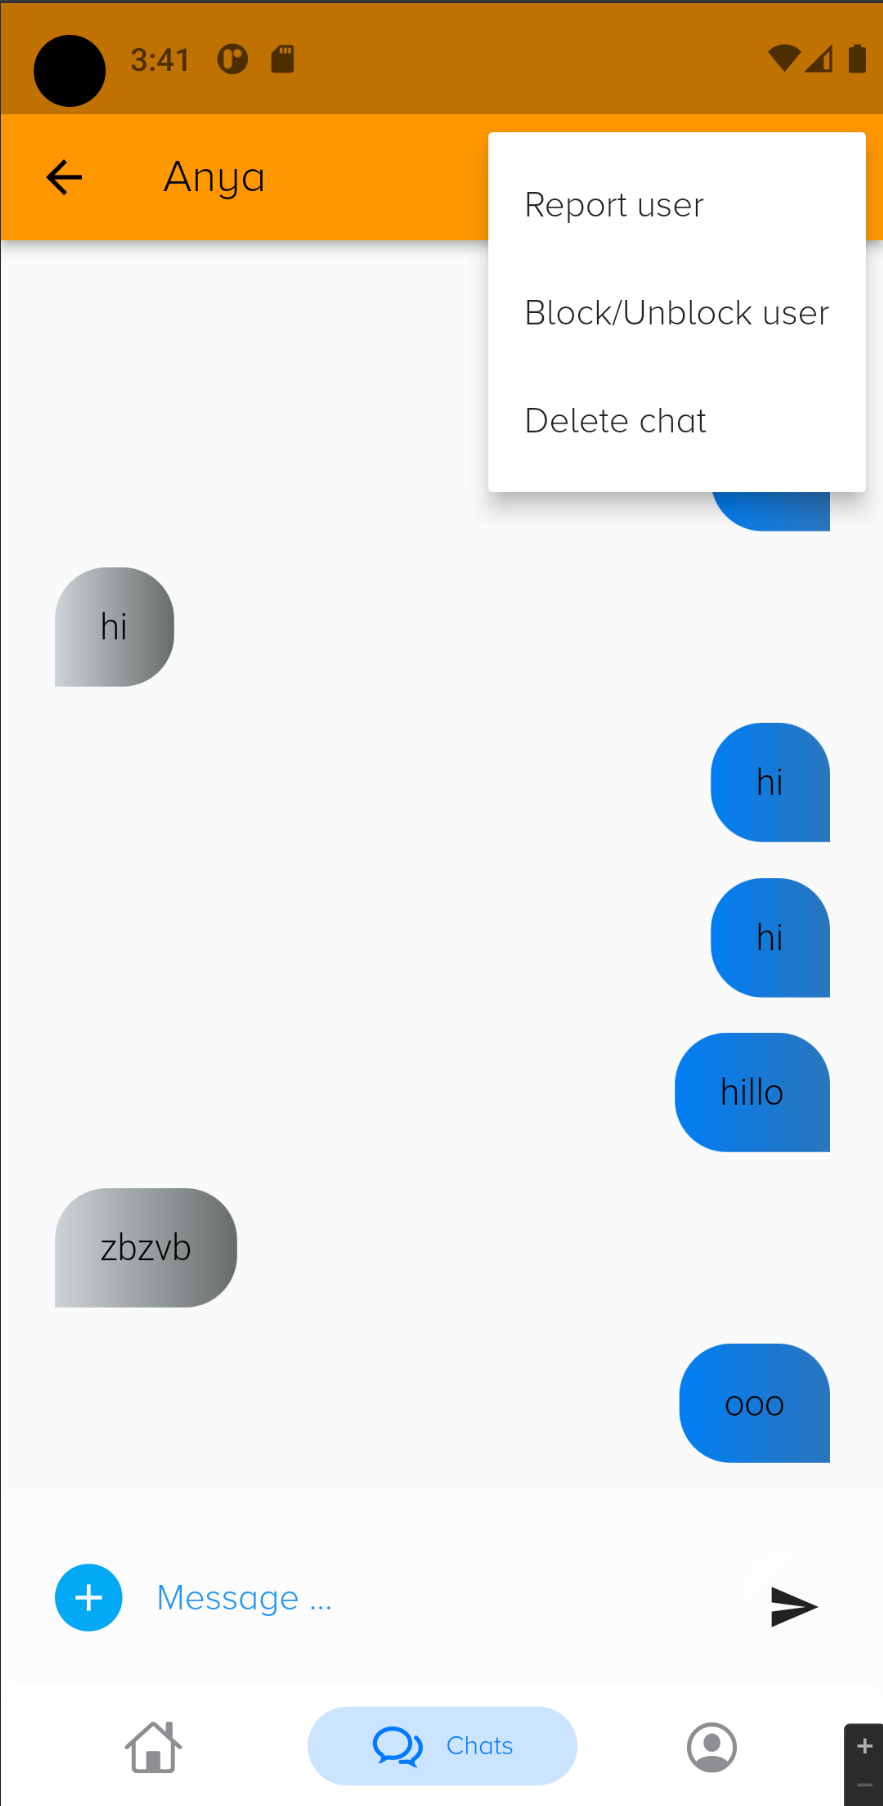 3:41
Anya
Report user
Block/Unblock user
Delete chat
hi
hi
hi
hillo
zbzvb
ooo
Message ...
Chats